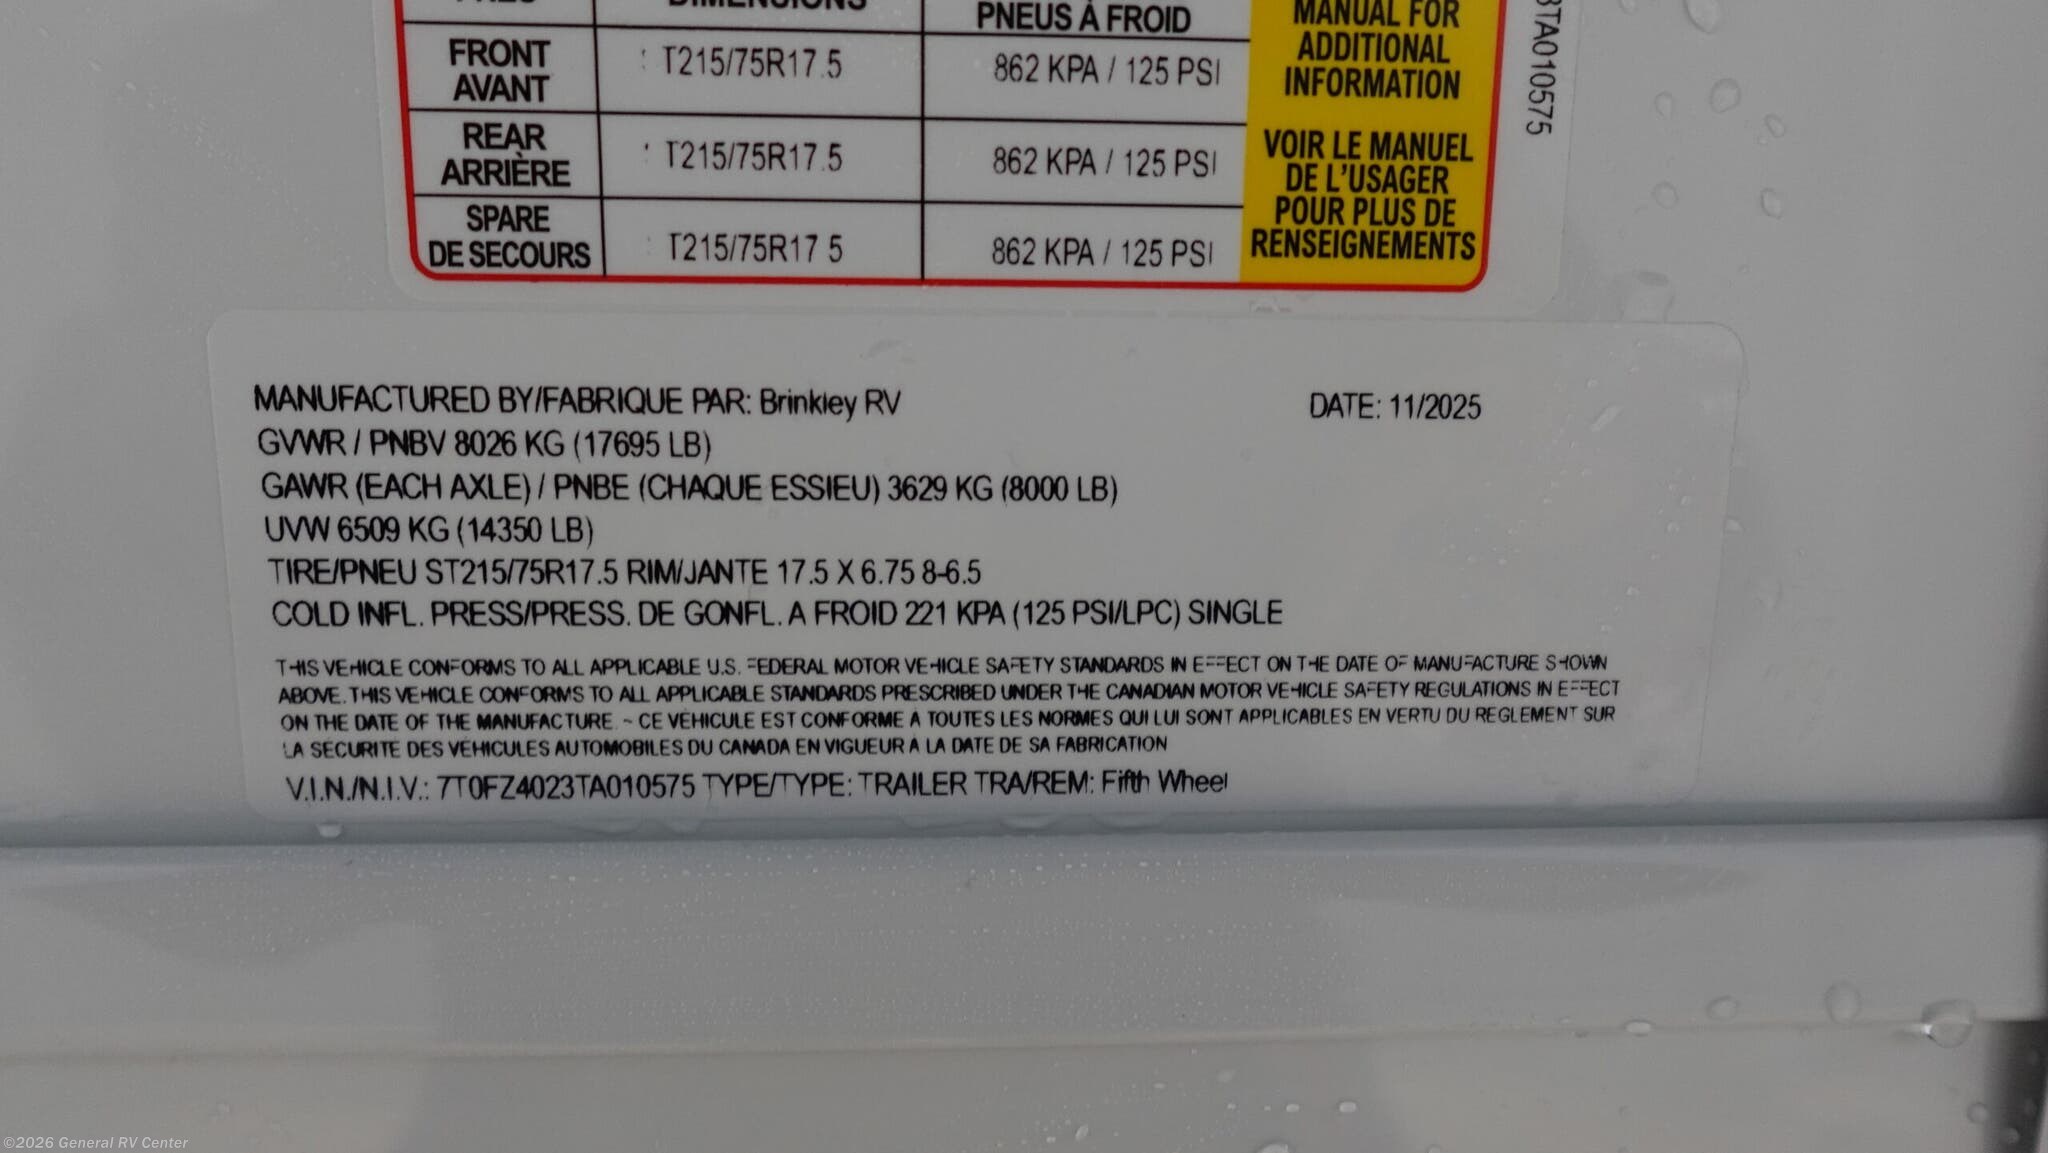 DIMENSIONS
PNEUS À FROID
MANUAL FOR
ADDITIONAL
INFORMATION
FRONT
AVANT
T215/75R17.5
862 KPA / 125 PSI
REAR
ARRIÈRE
T215/75R17.5
862 KPA / 125 PSI
VOIR LE MANUEL
DE L'USAGER
POUR PLUS DE
RENSEIGNEMENTS
SPARE
DE SECOURS
T215/75R17 5
862 KPA / 125 PSI
3TA010575
MANUFACTURED BY/FABRIQUE PAR: Brinkley RV
DATE: 11/2025
GVWR / PNBV 8026 KG (17695 LB)
GAWR (EACH AXLE) / PNBE (CHAQUE ESSIEU) 3629 KG (8000 LB)
UVW 6509 KG (14350 LB)
TIRE/PNEU ST215/75R17.5 RIM/JANTE 17.5 X 6.75 8-6.5
COLD INFL. PRESS/PRESS. DE GONFL. A FROID 221 KPA (125 PSI/LPC) SINGLE
THIS VEHICLE CONFORMS TO ALL APPLICABLE U.S. FEDERAL MOTOR VEHICLE SAFETY STANDARDS IN EFFECT ON THE DATE OF MANUFACTURE SHOWN
ABOVE. THIS VEHICLE CONFORMS TO ALL APPLICABLE STANDARDS PRESCRIBED UNDER THE CANADIAN MOTOR VEHICLE SAFETY REGULATIONS IN EFFECT
ON THE DATE OF THE MANUFACTURE. ~ CE VEHICULE EST CONFORME A TOUTES LES NORMES QUI LUI SONT APPLICABLES EN VERTU DU REGLEMENT SUR
LA SECURITE DES VEHICULES AUTOMOBILES DU CANADA EN VIGUEUR A LA DATE DE SA FABRICATION
V.I.N./N.I.V.: 7T0FZ4023TA010575 TYPE/TYPE: TRAILER TRA/REM: Fifth Wheel
©2026 General RV Center